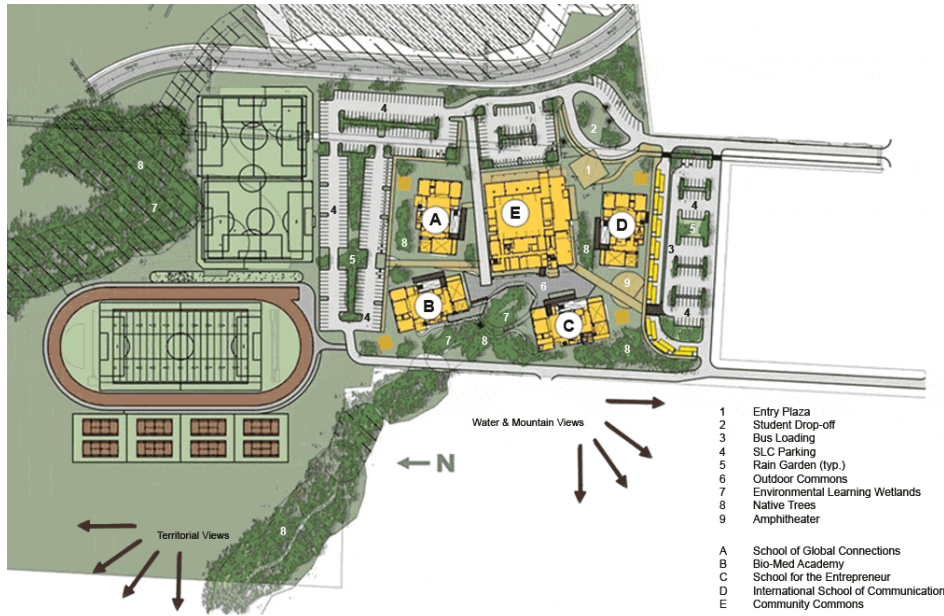 4
2
8
1
7
4
4
5
A
E
D
8
8
3
5
6
9
B
7
C
4
4
7
8
8
Water & Mountain Views
N
8
Territorial Views
1 Entry Plaza
2 Student Drop-off
3 Bus Loading
4 SLC Parking
5 Rain Garden (typ.)
6 Outdoor Commons
7 Environmental Learning Wetlands
8 Native Trees
9 Amphitheater
A School of Global Connections
B Bio-Med Academy
C School for the Entrepreneur
D International School of Communication
E Community Commons